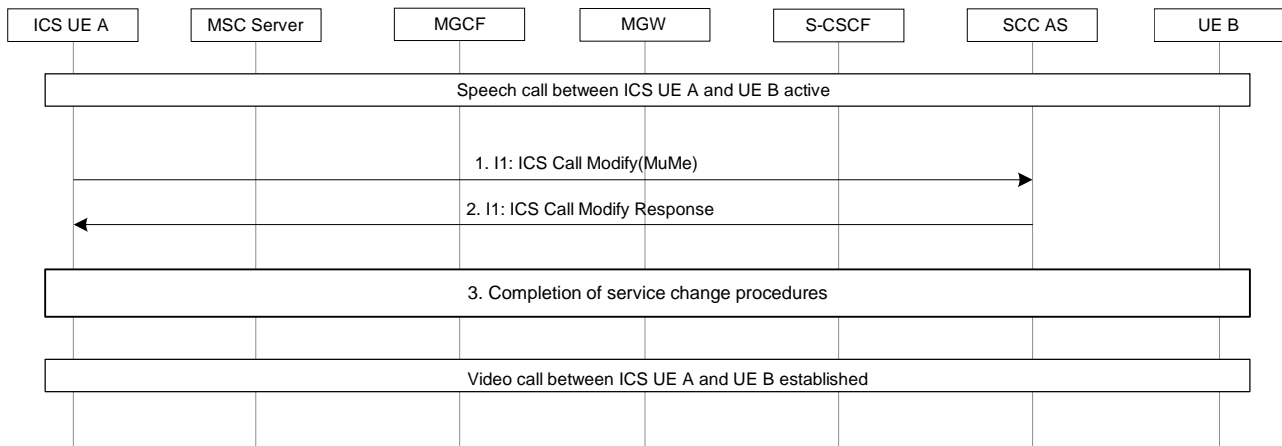 ICS UE A
MSC Server
MGCF
MGW
S-CSCF
SCC AS
UE B
Speech call between ICS UE A and UE B active
1. I1: ICS Call Modify(MuMe)
2. I1: ICS Call Modify Response
3. Completion of service change procedures
Video call between ICS UE A and UE B established